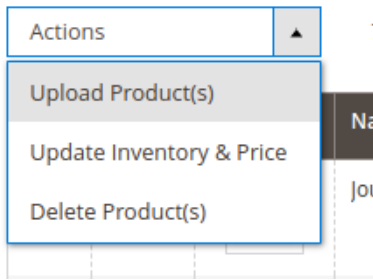 Actions
Upload Product(s)
Update Inventory & Price
Delete Product(s)